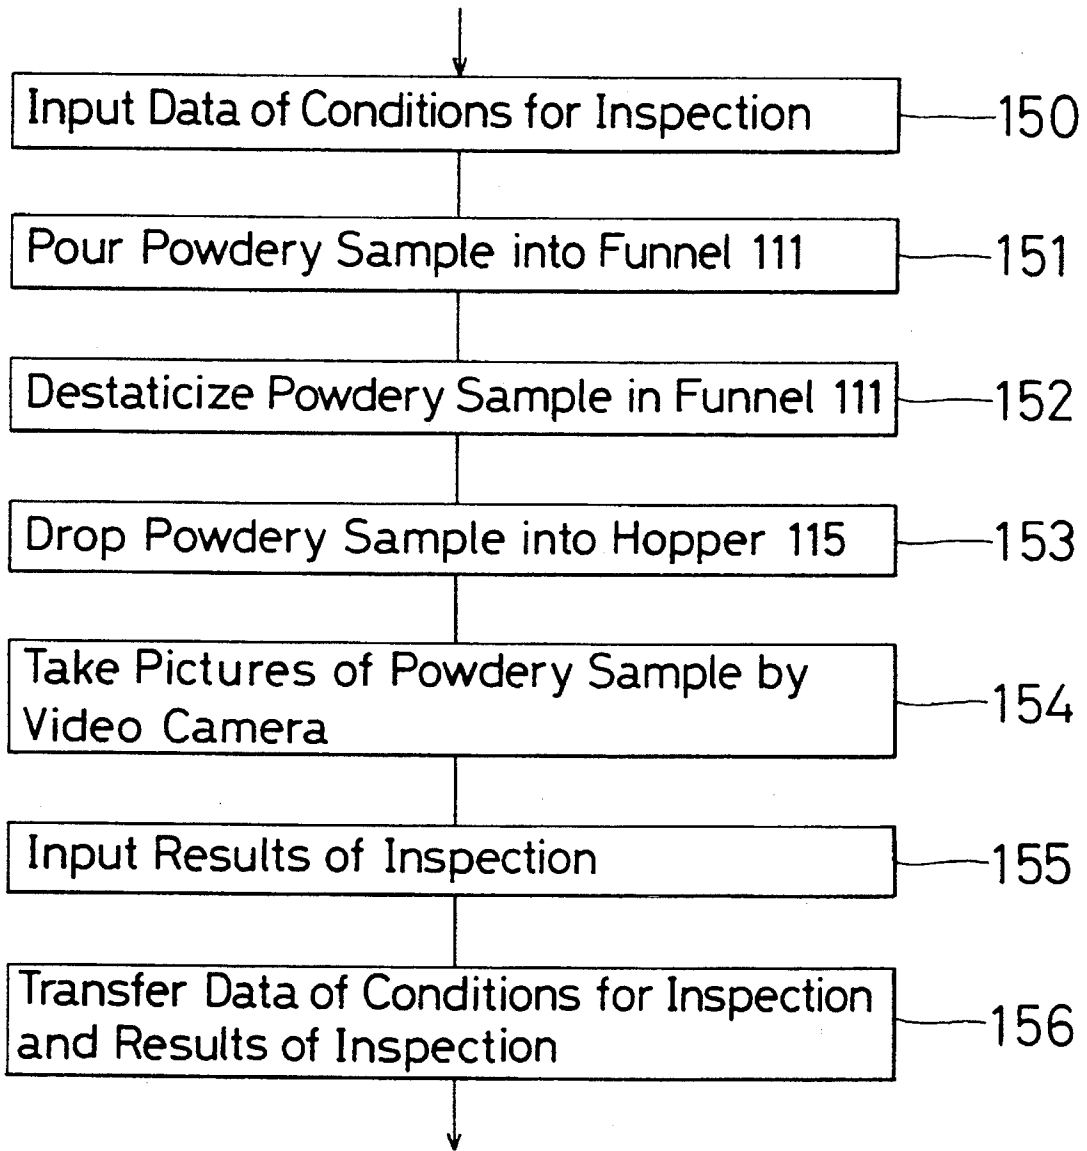 Input Data of Conditions for Inspection
150
Pour Powdery Sample into Funnel 111
151
Destaticize Powdery Sample in Funnel 111
152
Drop Powdery Sample into Hopper 115
153
Take Pictures of Powdery Sample by
Video Camera
154
Input Results of Inspection
155
Transfer Data of Conditions for Inspection
and Results of Inspection
156